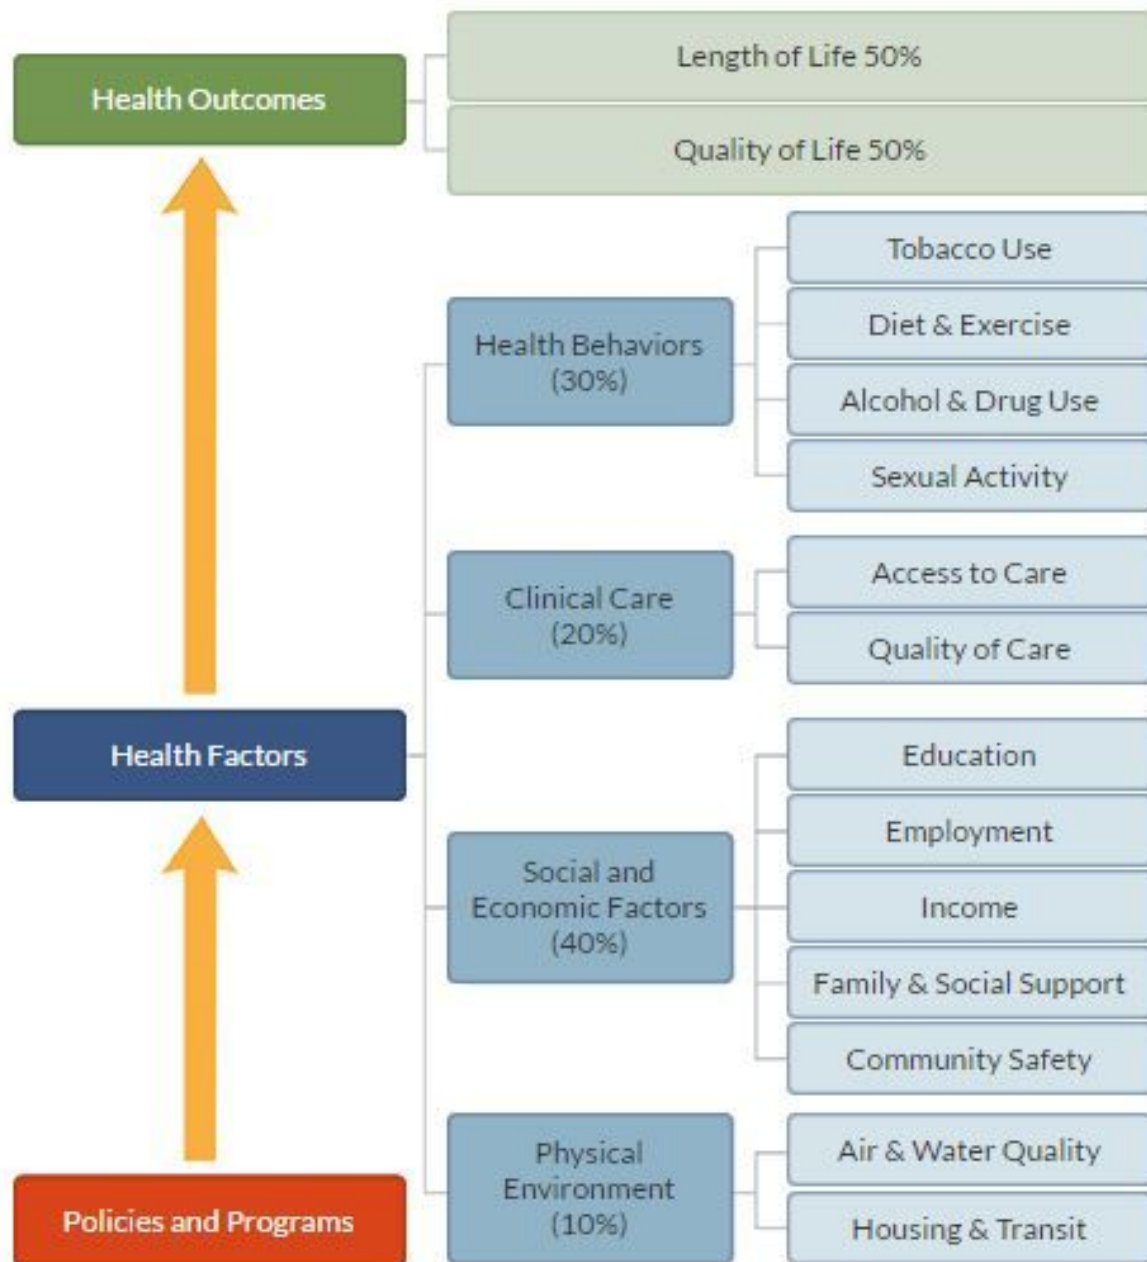 Health Outcomes
Length of Life 50%
Quality of Life 50%
Health Factors
Health Behaviors
(30%)
Tobacco Use
Diet & Exercise
Alcohol & Drug Use
Sexual Activity
Clinical Care
(20%)
Access to Care
Quality of Care
Social and
Economic Factors
(40%)
Education
Employment
Income
Family & Social Support
Community Safety
Physical
Environment
(10%)
Air & Water Quality
Housing & Transit
Policies and Programs